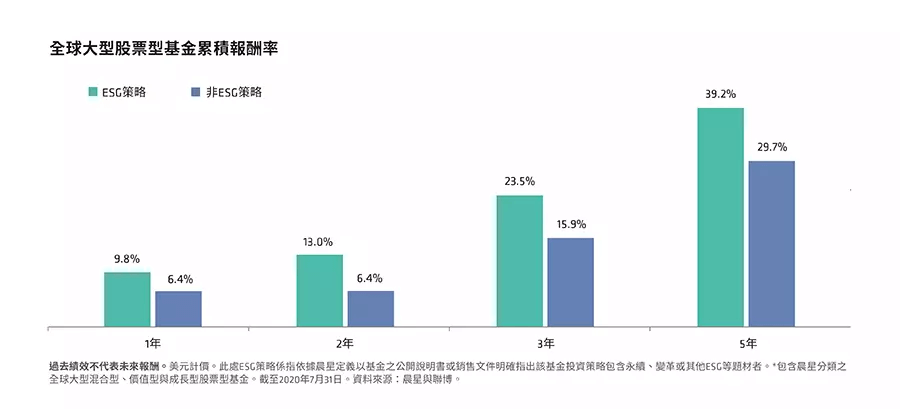 全球大型股票型基金累積報酬率
ESG策略 非ESG策略
39.2%
29.7%
23.5%
15.9%
13.0%
9.8%
6.4% 6.4%
1年 2年 3年 5年
過去績效不代表未來報酬。美元計價。此處ESG策略係指依據晨星定義以基金之公開說明書或銷售文件明確指出該基金投資策略包含永續、變革或其他ESG等題材者。*包含晨星分類之
全球大型混合型、價值型與成長型股票型基金。截至2020年7月31日。資料來源：晨星與聯博。